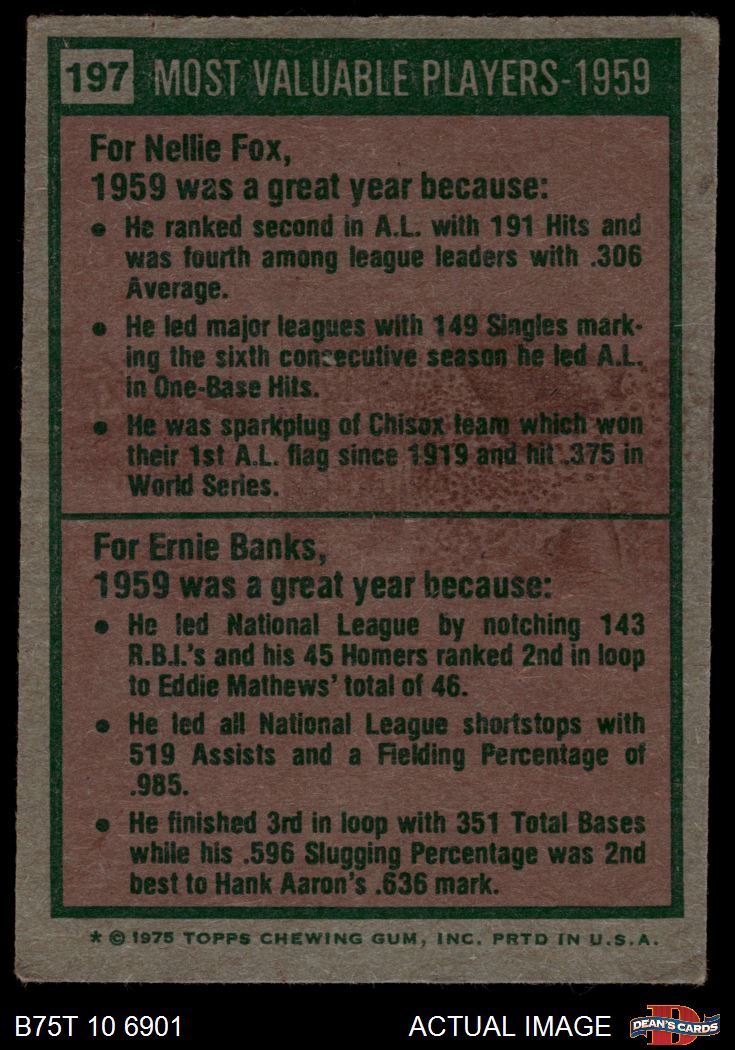 197 MOST VALUABLE PLAYERS-1959
For Nellie Fox,
1959 was a great year because:
• He ranked second in A.L. with 191 Hits and
was fourth among league leaders with .306
Average.
• He led major leagues with 149 Singles mark-
ing the sixth consecutive season he led A.L.
in One-Base Hits.
• He was sparkplug of Chisox team which won
their 1st A.L. flag since 1919 and hit .375 in
World Series.
For Ernie Banks,
1959 was a great year because:
• He led National League by notching 143
R.B.I.'s and his 45 Homers ranked 2nd in loop
to Eddie Mathews' total of 46.
• He led all National League shortstops with
519 Assists and a Fielding Percentage of
.985.
• He finished 3rd in loop with 351 Total Bases
while his .596 Slugging Percentage was 2nd
best to Hank Aaron's .636 mark.
* © 1975 TOPPS CHEWING GUM, INC. PRTD IN U.S.A.
B75T 10 6901 ACTUAL IMAGE D DEAN'S CARDS